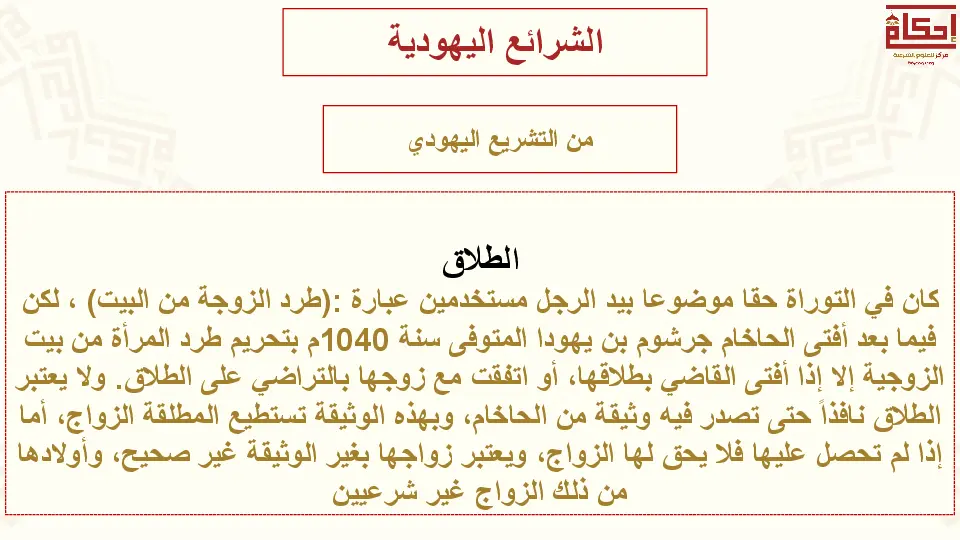 إحكام
مركز للعلوم الشرعية
الشرائع اليهودية
من التشريع اليهودي
الطلاق
كان في التوراة حقا موضوعا بيد الرجل مستخدمين عبارة :(طرد الزوجة من البيت) ، لكن
فيما بعد أفتى الحاخام جرشوم بن يهودا المتوفى سنة 1040م بتحريم طرد المرأة من بيت
الزوجية إلا إذا أفتى القاضي بطلاقها، أو اتفقت مع زوجها بالتراضي على الطلاق. ولا يعتبر
الطلاق نافذاً حتى تصدر فيه وثيقة من الحاخام، وبهذه الوثيقة تستطيع المطلقة الزواج، أما
إذا لم تحصل عليها فلا يحق لها الزواج، ويعتبر زواجها بغير الوثيقة غير صحيح، وأولادها
من ذلك الزواج غير شرعيين